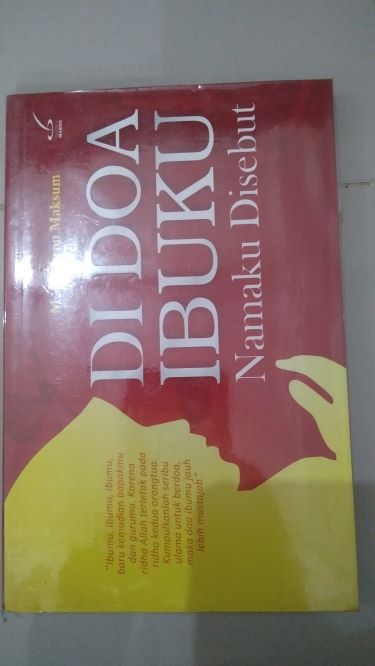 MARJA
Maksum
DI DOA
IBUKU
Namaku Disebut
"Ibumu, ibumu, ibumu,
baru kemudian bapakmu
dan gurumu. Karena
ridha Allah terletak pada
ridha kedua orangtua.
Kumpulkanlah seribu
ulama untuk berdoa,
maka doa ibumu jauh
lebih mustajab"